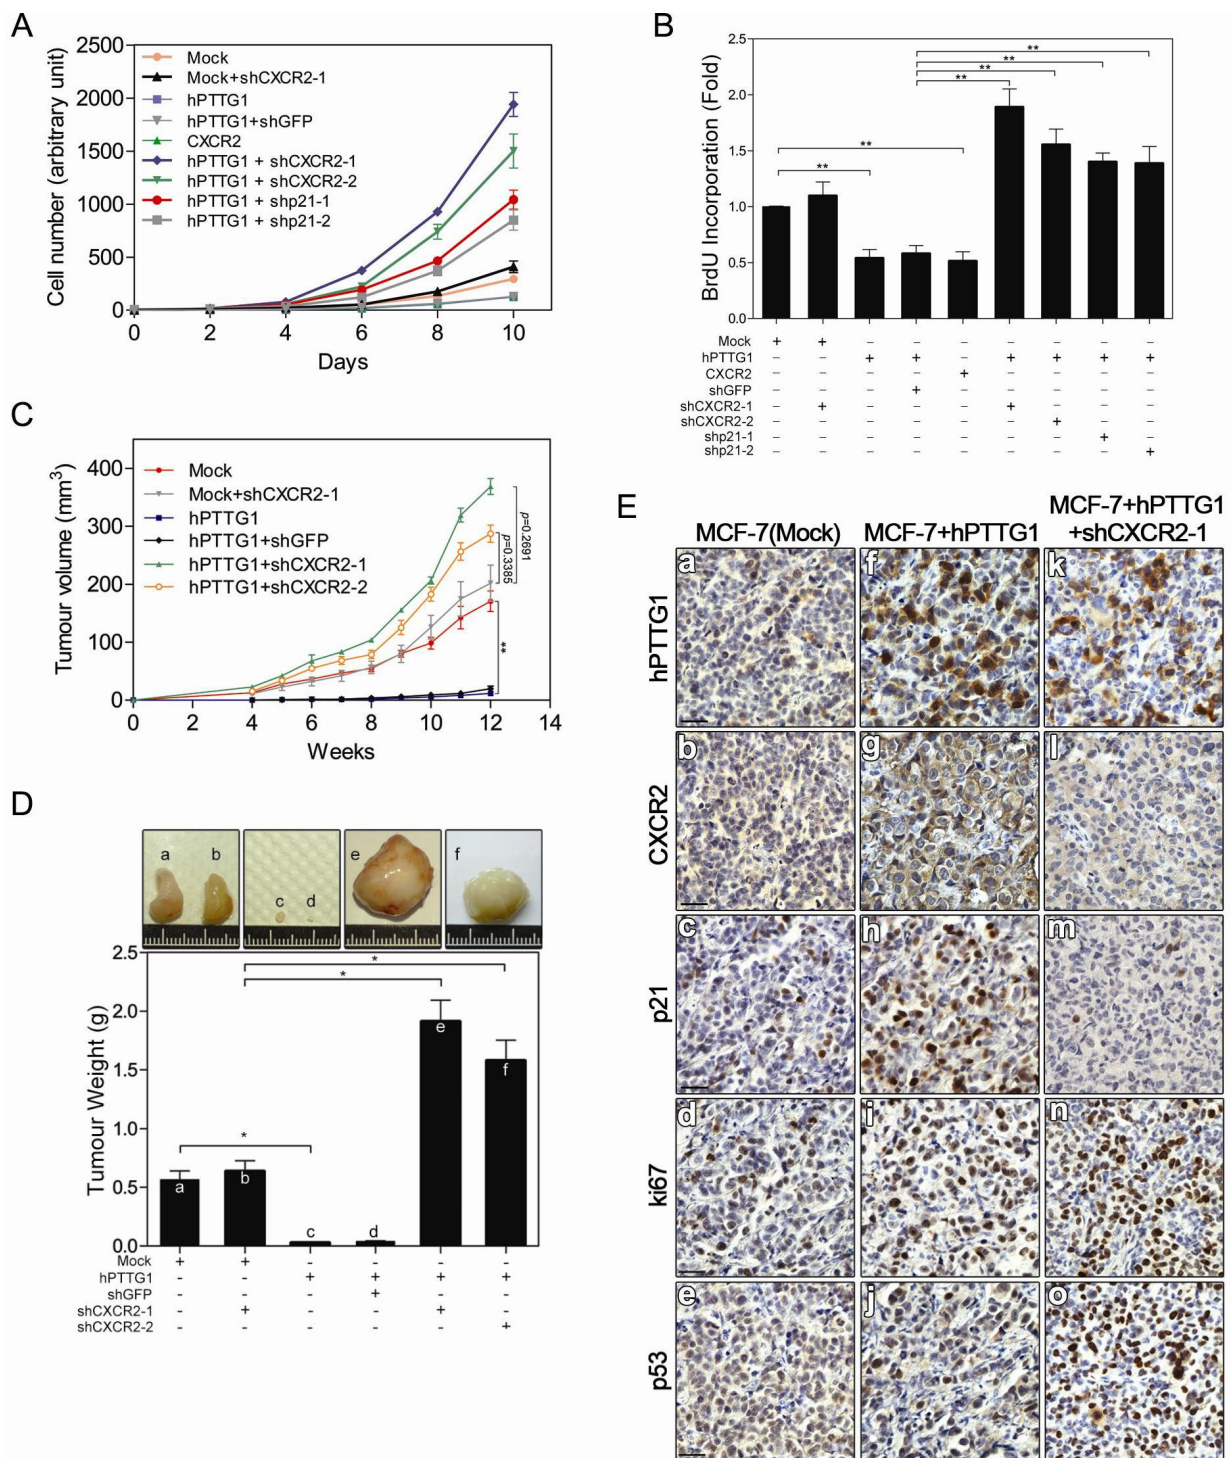 A
2500
2000
1500
1000
500
0
Cell number (arbitrary unit)
Mock
Mock+shCXCR2-1
hPTTG1
hPTTG1+shGFP
CXCR2
hPTTG1 + shCXCR2-1
hPTTG1 + shCXCR2-2
hPTTG1 + shp21-1
hPTTG1 + shp21-2
0 2 4 6 8 10
Days
B
2.5
2.0
1.5
1.0
0.5
0.0
BrdU Incorporation (Fold)
**
**
**
**
**
**
Mock + + – – – – – – –
hPTTG1 – – + + – + + + +
CXCR2 – – – – + – – – –
shGFP – – – + – – – – –
shCXCR2-1 – + – – – + – – –
shCXCR2-2 – – – – – – + – –
shp21-1 – – – – – – – + –
shp21-2 – – – – – – – – +
C
400
300
200
100
0
Tumour volume (mm3)
Mock
Mock+shCXCR2-1
hPTTG1
hPTTG1+shGFP
hPTTG1+shCXCR2-1
hPTTG1+shCXCR2-2
p=0.2691
p=0.3385
**
0 2 4 6 8 10 12 14
Weeks
D
a b c d e f
2.5
2.0
1.5
1.0
0.5
0.0
Tumour Weight (g)
*
*
*
a b c d e f
Mock + + - - - -
hPTTG1 - - + + + +
shGFP - - - + - -
shCXCR2-1 - + - - + -
shCXCR2-2 - - - - - +
E
MCF-7(Mock)
MCF-7+hPTTG1
MCF-7+hPTTG1
+shCXCR2-1
hPTTG1
a f k
CXCR2
b g l
p21
c h m
ki67
d i n
p53
e j o